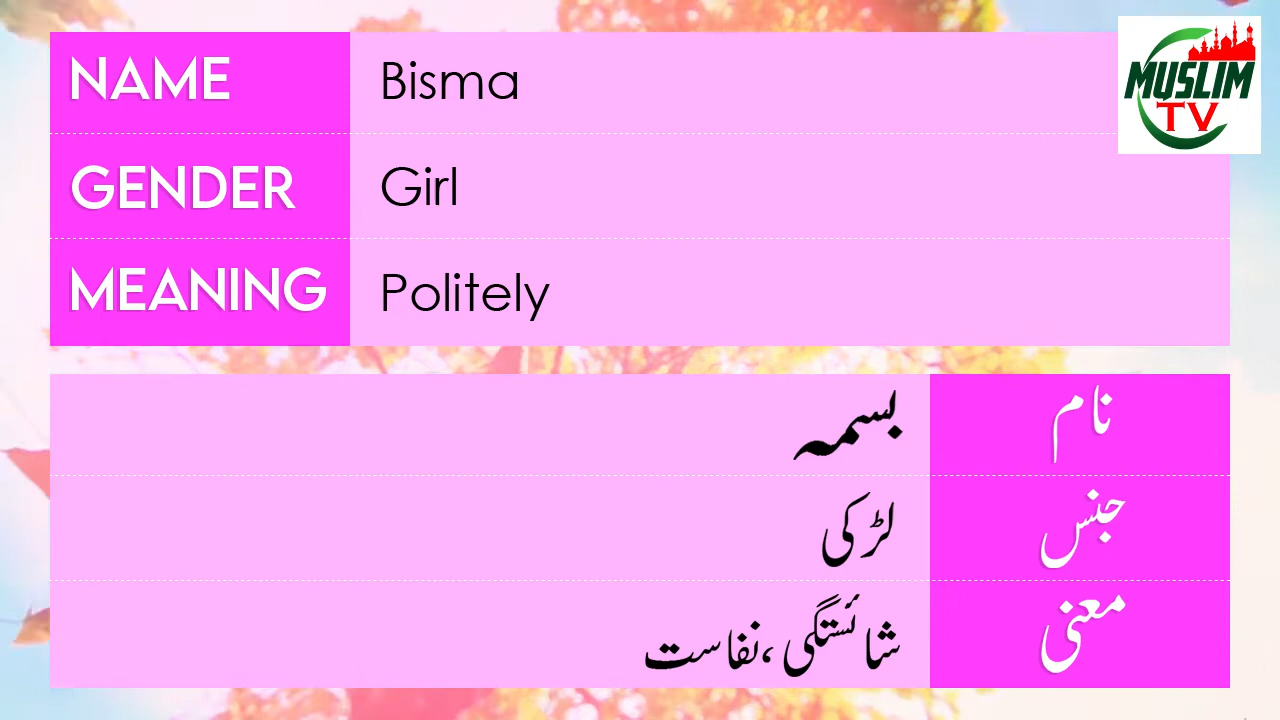 NAME Bisma
GENDER Girl
MEANING Politely
MUSLIM
TV
نام بسمہ
جنس لڑکی
معنی شائستگی ،نفاست